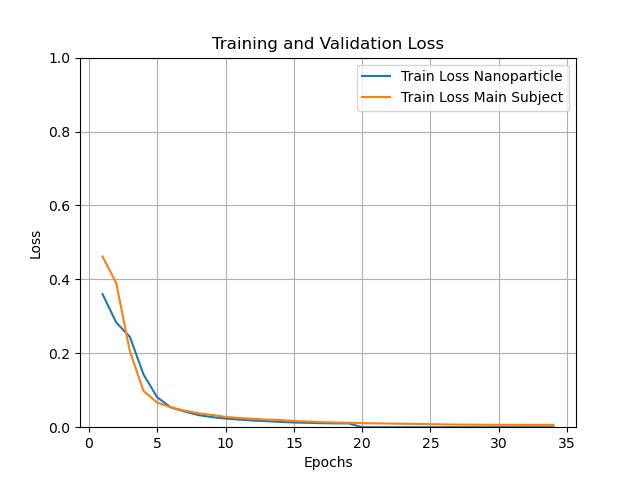 Training and Validation Loss
Train Loss Nanoparticle
Train Loss Main Subject
1.0
0.8
0.6
0.4
0.2
0.0
Loss
0 5 10 15 20 25 30 35
Epochs